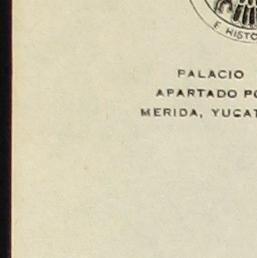 E HISTO
PALACIO
APARTADO PO
MERIDA, YUCAT